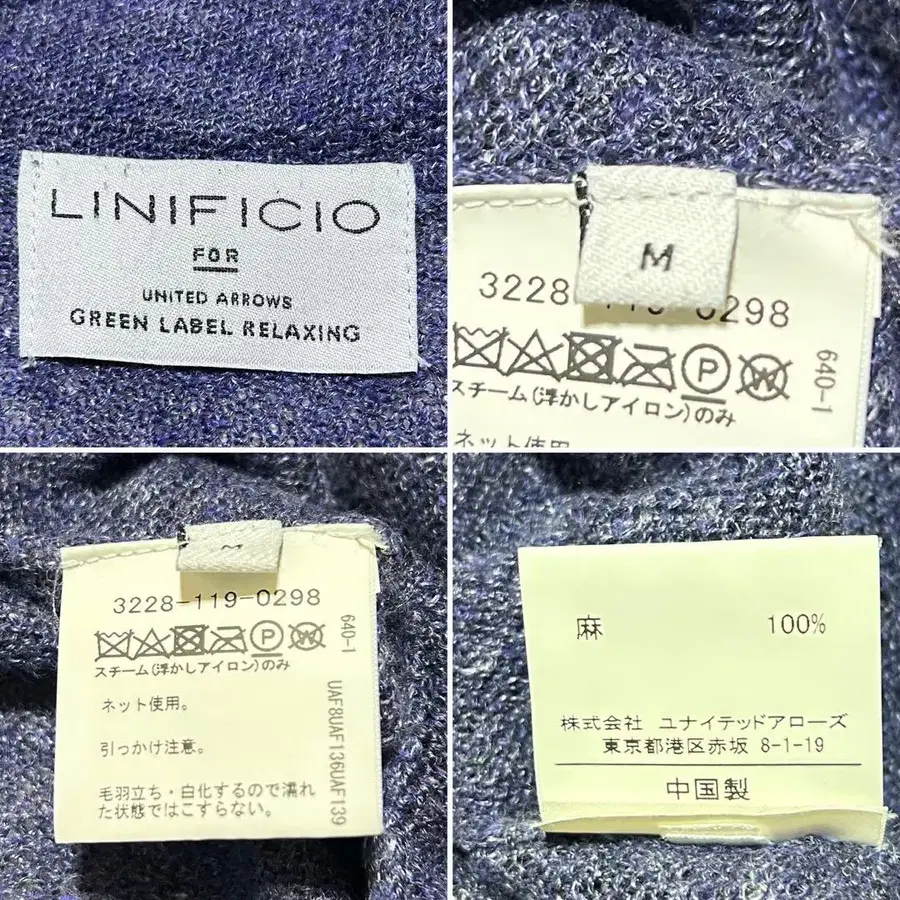 LINIFICIO
FOR
UNITED ARROWS
GREEN LABEL RELAXING
M
0298
スチーム(浮かしアイロン)のみ
640-1
3228-119-0298
スチーム(浮かしアイロン)のみ
ネット使用。
引っかけ注意。
毛羽立ち・白化するので濡れ
た状態ではこすらない。
640-1
UAF8UAF136UAF139
麻 100%
株式会社 ユナイテッドアローズ
東京都港区赤坂 8-1-19
中国製